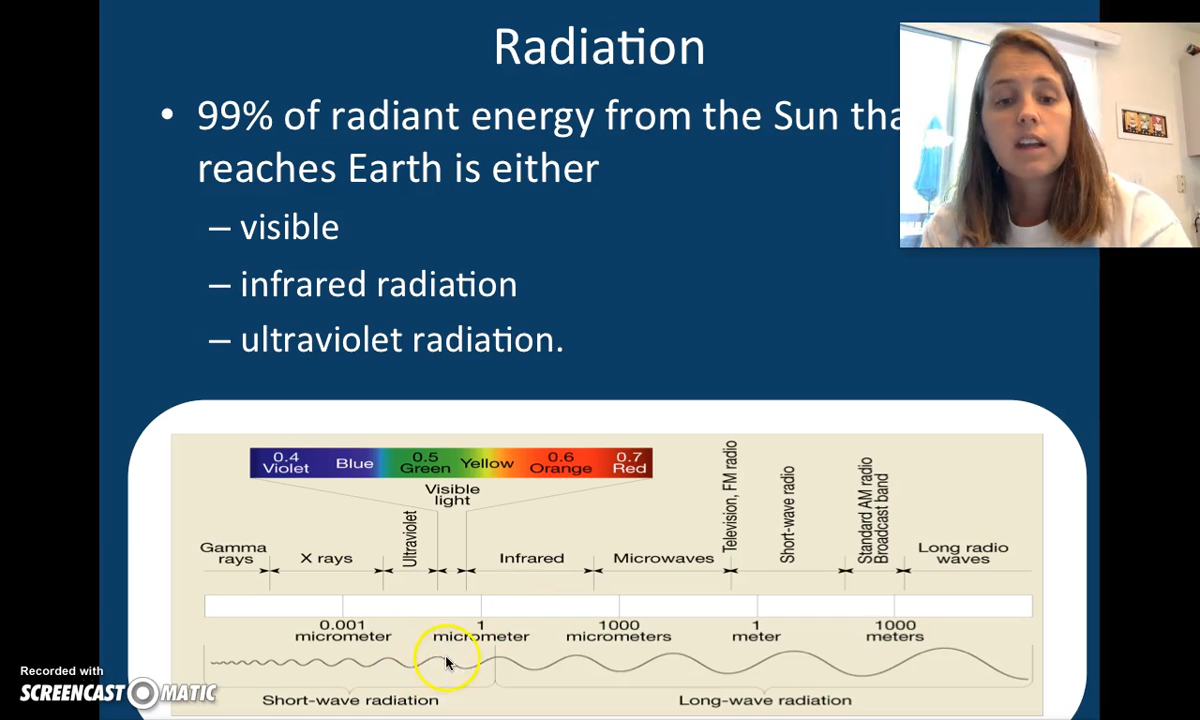 Radiation
• 99% of radiant energy from the Sun tha
reaches Earth is either
– visible
– infrared radiation
– ultraviolet radiation.
0.4 0.5 0.6 0.7
Violet Blue Green Yellow Orange Red
Visible
light
Ultraviolet
Television, FM radio
Short-wave radio
Standard AM radio
Broadcast band
Gamma
rays
X rays
Infrared
Microwaves
Long radio
waves
0.001
micrometer
1
micrometer
1000
micrometers
1
meter
1000
meters
Short-wave radiation
Long-wave radiation
Recorded with
SCREENCAST MATIC